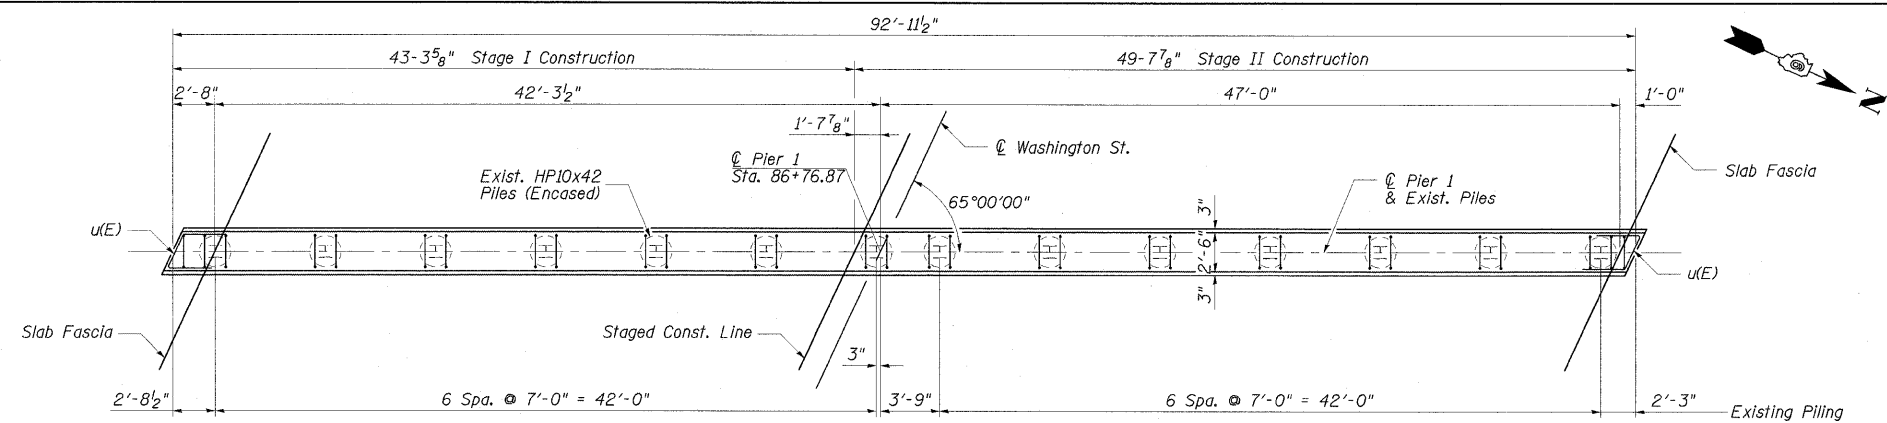 92'-11½"
43-3⅝" Stage I Construction
49-7⅞" Stage II Construction
2'-8"
42'-3½"
47'-0"
1'-0"
1'-7⅞"
℄ Washington St.
℄ Pier 1
Sta. 86+76.87
Exist. HP10x42
Piles (Encased)
65°00'00"
℄ Pier 1
& Exist. Piles
Slab Fascia
N
u(E)
3"
2'-6"
3"
u(E)
Slab Fascia
Staged Const. Line
3"
2'-8½"
6 Spa. @ 7'-0" = 42'-0"
3'-9"
6 Spa. @ 7'-0" = 42'-0"
2'-3"
Existing Piling